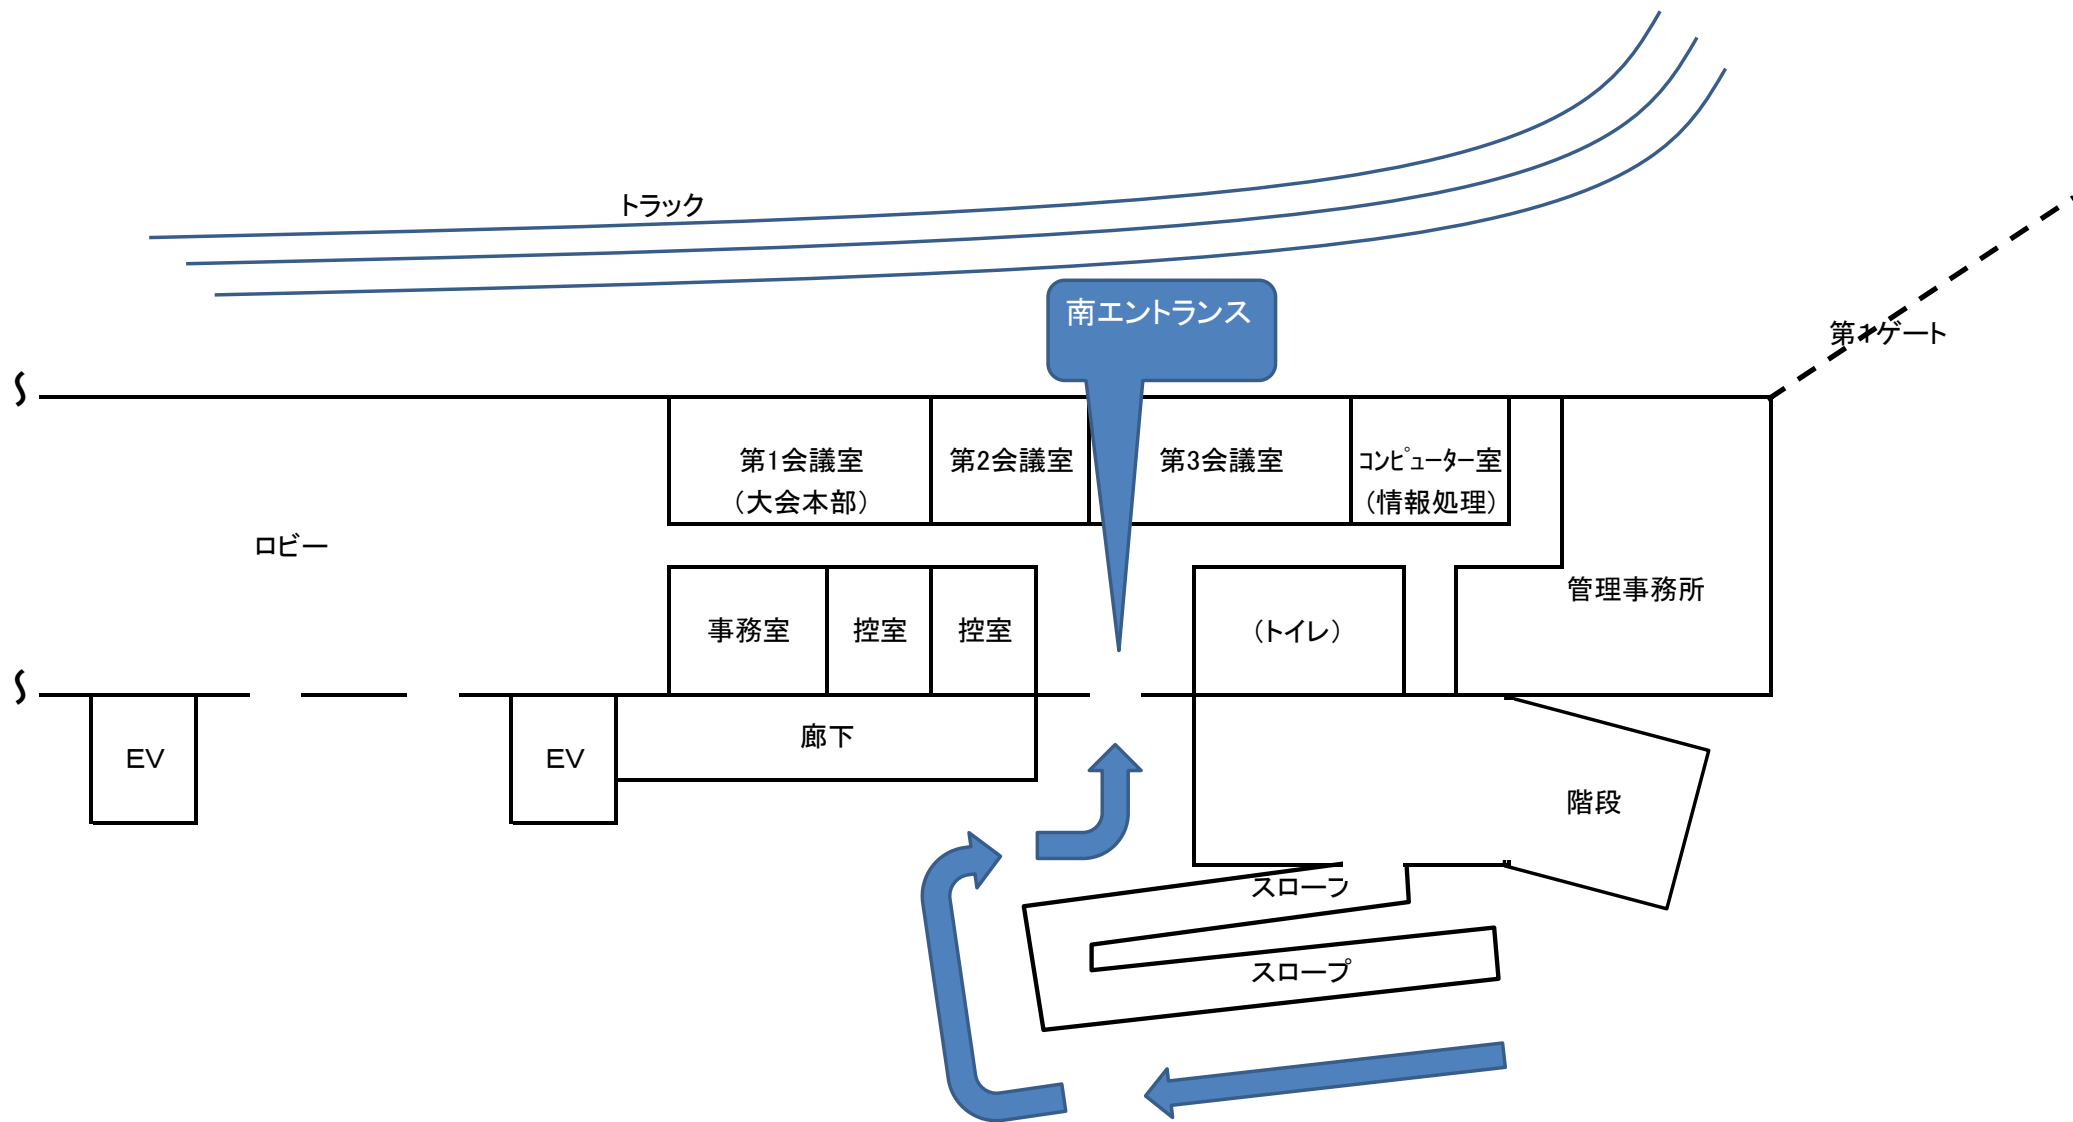 トラック
南エントランス
第1ゲート
第1会議室
（大会本部）
第2会議室
第3会議室
ｺﾝﾋﾟｭｰﾀｰ室
（情報処理）
ロビー
管理事務所
事務室
控室
控室
（トイレ）
廊下
EV
EV
階段
スロープ
スロープ